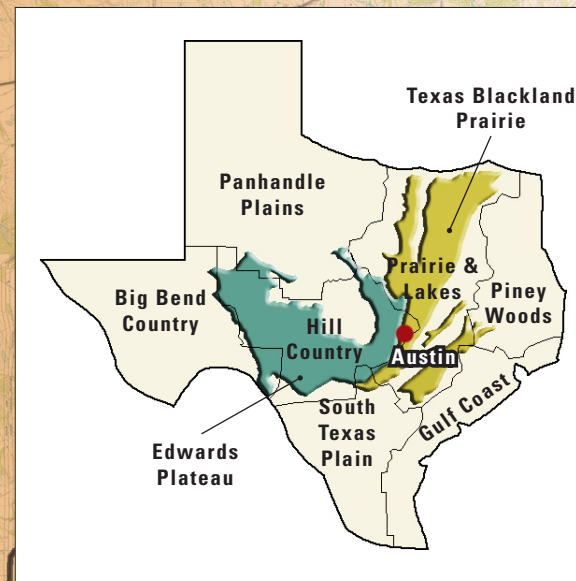 Texas Blackland
Prairie
Panhandle
Plains
Prairie &
Lakes
Big Bend
Country
Piney
Woods
Hill
Country
Austin
Gulf Coast
South
Texas
Plain
Edwards
Plateau